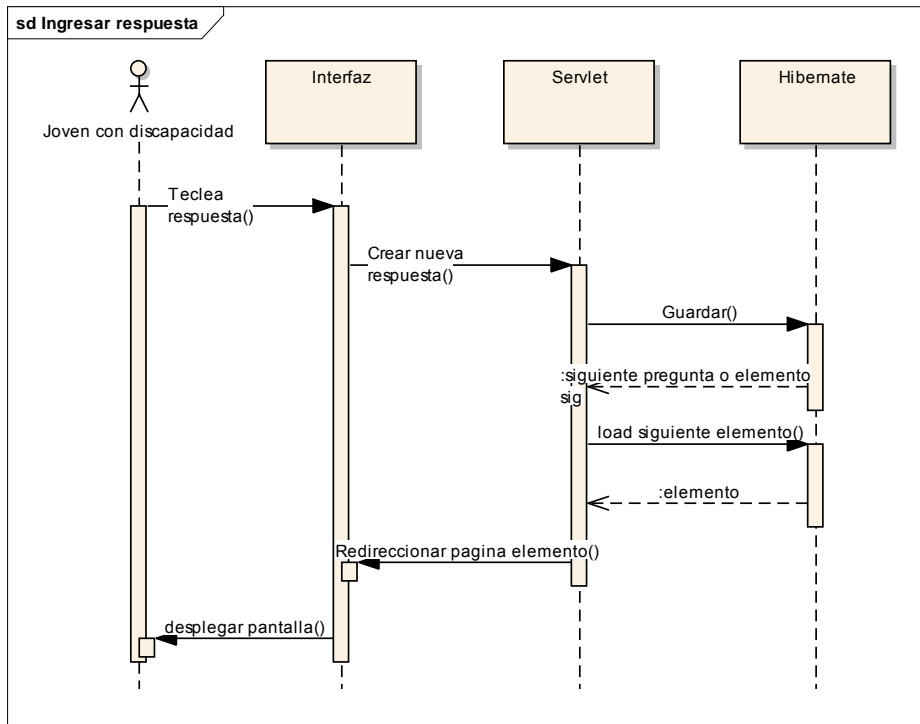 sd Ingresar respuesta
Joven con discapacidad
Interfaz
Servlet
Hibernate
Teclea
respuesta()
Crear nueva
respuesta()
Guardar()
:siguiente pregunta o elemento
sig
load siguiente elemento()
:elemento
Redireccionar pagina elemento()
desplegar pantalla()